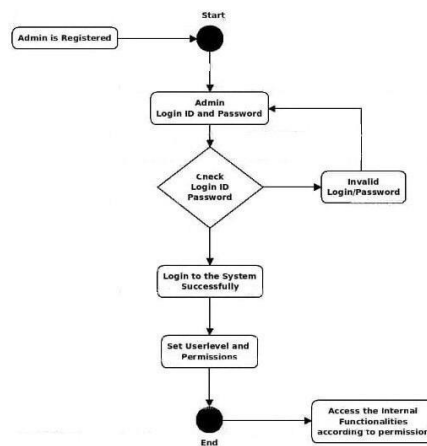 Start
Admin is Registered
Admin
Login ID and Password
Check
Login ID
Password
Invalid
Login/Password
Login to the System
Successfully
Set Userlevel and
Permissions
End
Access the Internal
Functionalities
according to permission